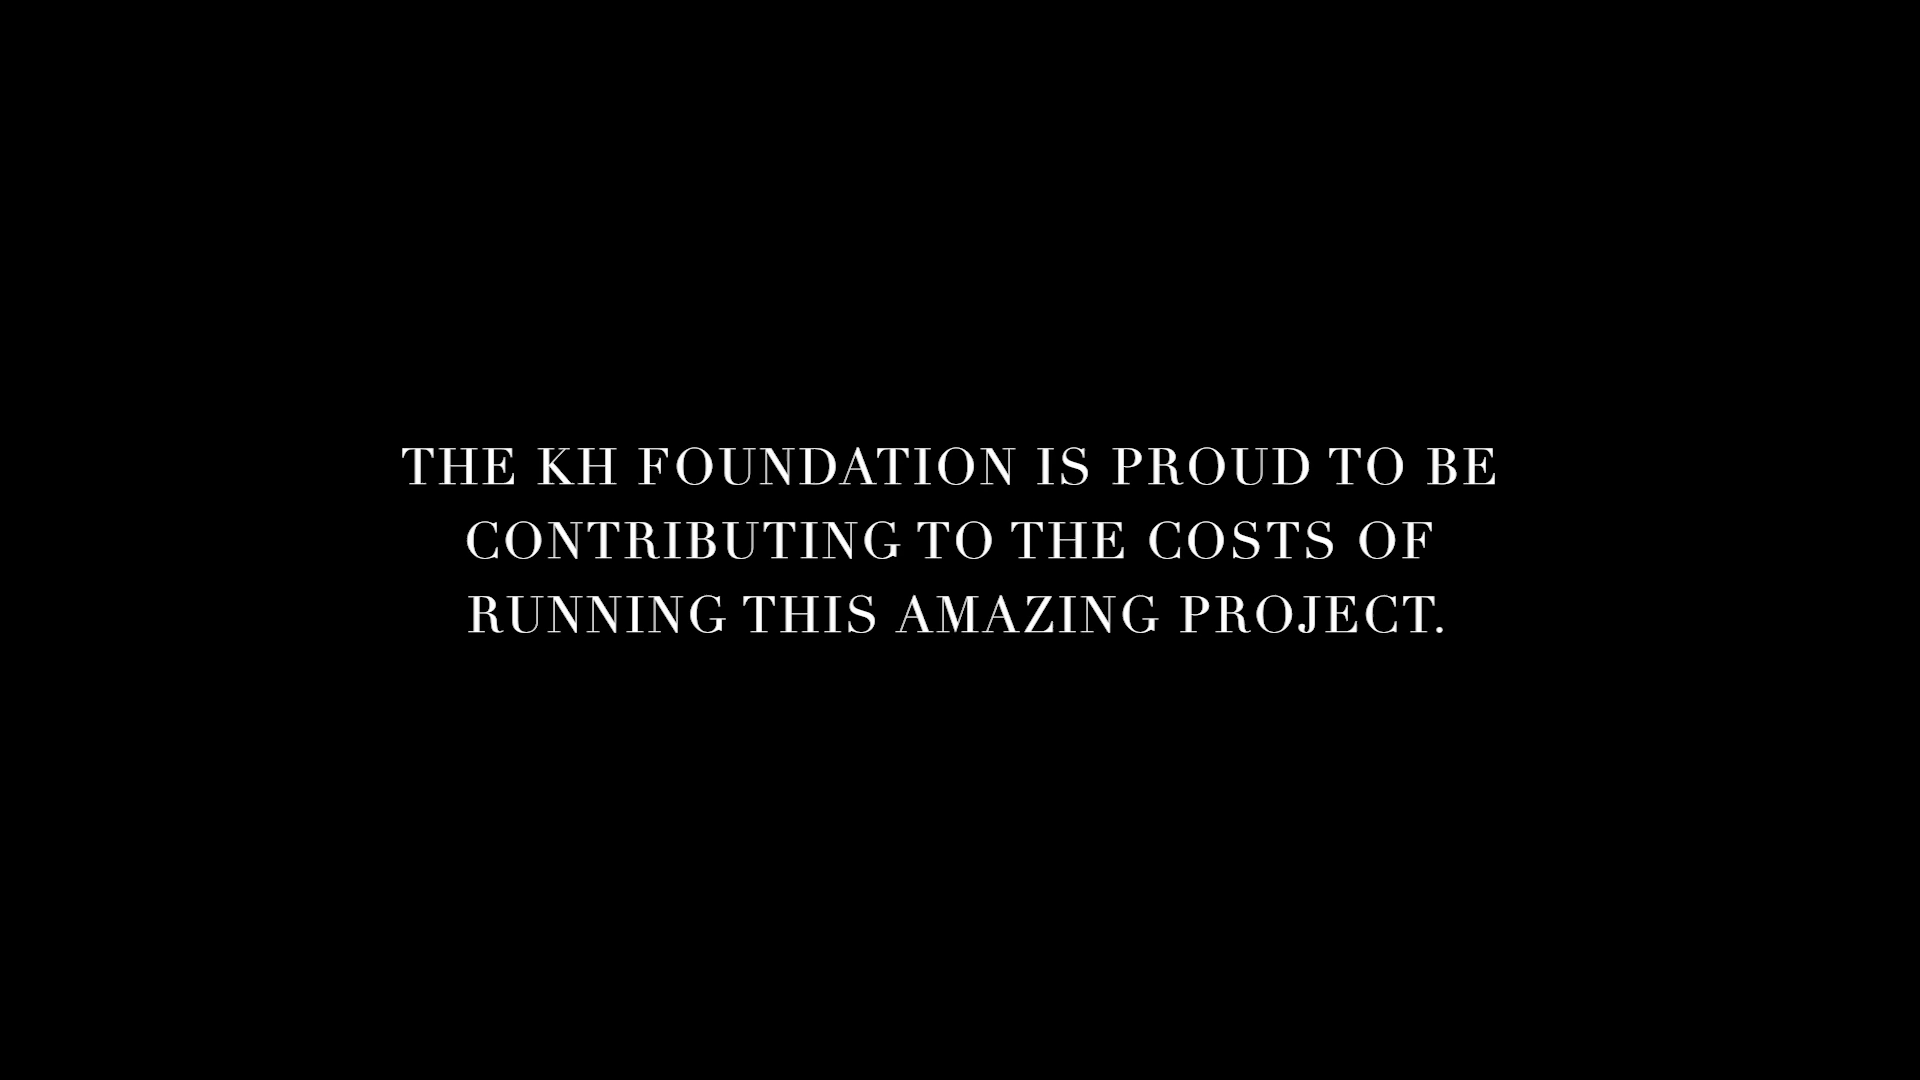 THE KH FOUNDATION IS PROUD TO BE
CONTRIBUTING TO THE COSTS OF
RUNNING THIS AMAZING PROJECT.